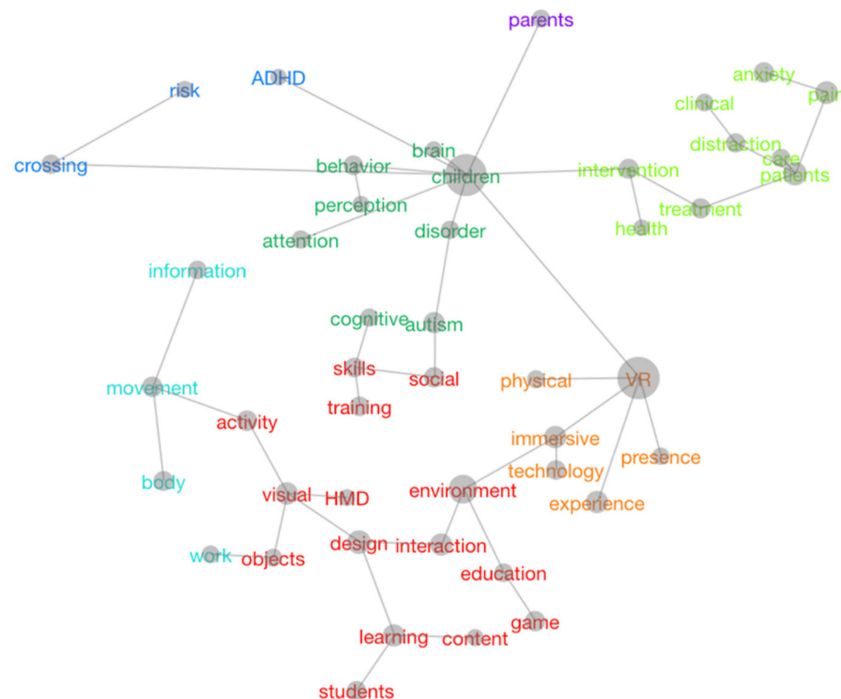 parents
anxiety
ADHD
risk
pain
clinical
distraction
brain
care
crossing
behavior
children
intervention
patients
perception
treatment
attention
disorder
health
information
cognitive
autism
skills
social
physical
VR
movement
training
activity
immersive
presence
technology
body
visual
HMD
environment
experience
design
interaction
work
objects
education
game
learning
content
students